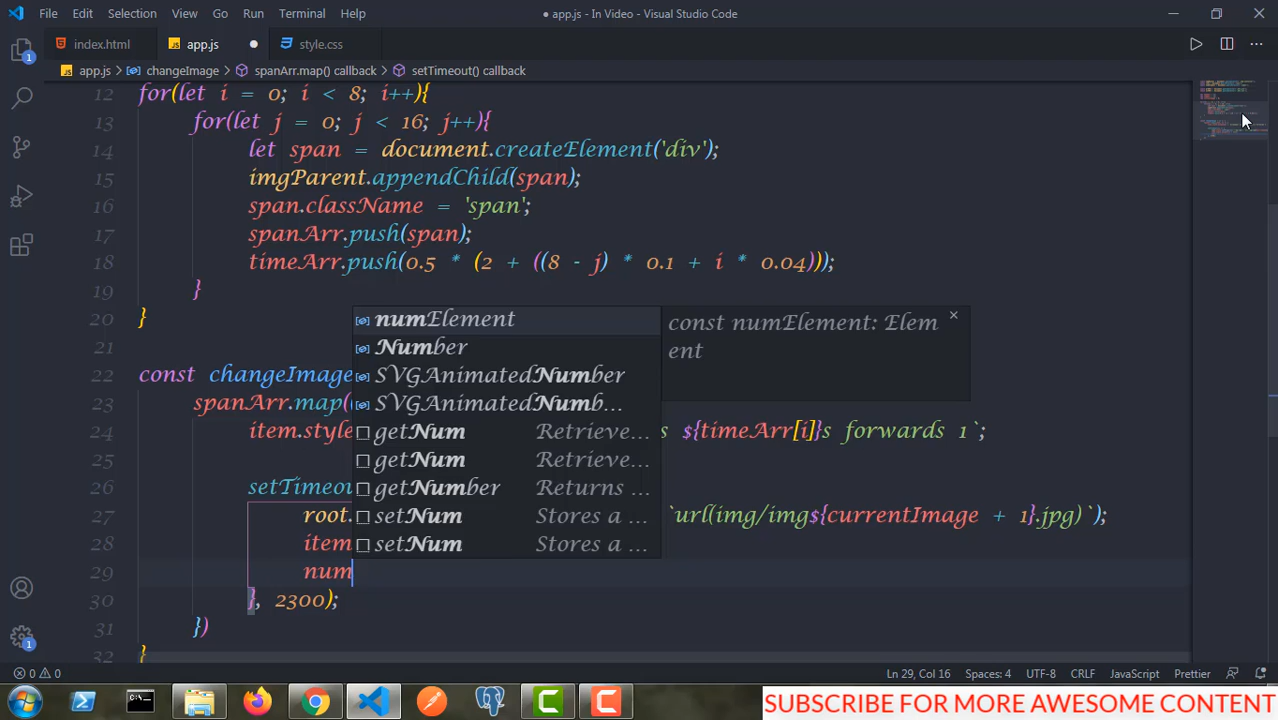 File Edit Selection View Go Run Terminal Help
● app.js - In Video - Visual Studio Code
index.html
JS app.js ●
style.css
JS app.js > changeImage > spanArr.map() callback > setTimeout() callback
12 for(let i = 0; i < 8; i++){
13 for(let j = 0; j < 16; j++){
14 let span = document.createElement('div');
15 imgParent.appendChild(span);
16 span.className = 'span';
17 spanArr.push(span);
18 timeArr.push(0.5 * (2 + ((8 - j) * 0.1 + i * 0.04)));
19 }
20 }
21
22 const changeImage
23 spanArr.map(
24 item.style s ${timeArr[i]}s forwards 1`;
25
26 setTimeou
27 root. `url(img/img${currentImage + 1}.jpg)`);
28 item
29 num
30 }, 2300);
31 })
32 }
numElement
Number
SVGAnimatedNumber
SVGAnimatedNumb...
getNum Retrieve...
getNum Retrieve...
getNumber Returns ...
setNum Stores a ...
setNum Stores a ...
const numElement: Elem
ent
1
1
0 0
Ln 29, Col 16 Spaces: 4 UTF-8 CRLF JavaScript Prettier
SUBSCRIBE FOR MORE AWESOME CONTENT